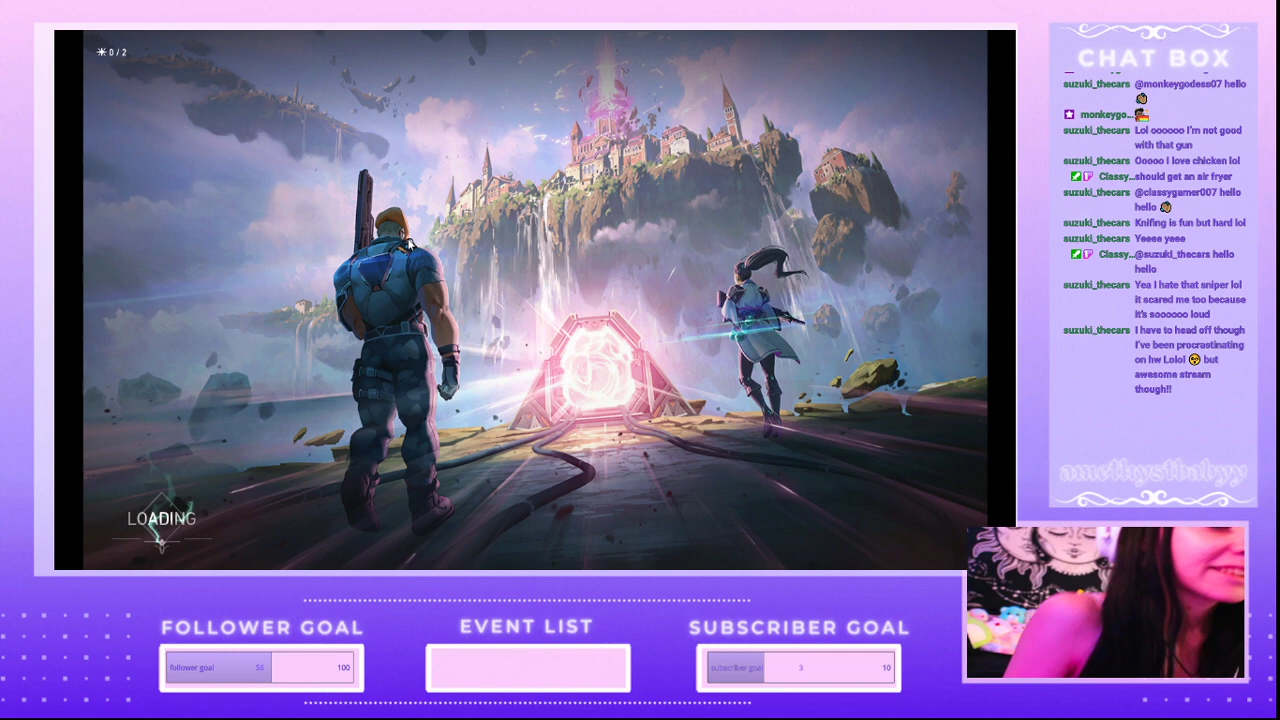 0 / 2
LOADING
CHAT BOX
suzuki_thecars @monkeygodess07 hello
monkeygo...
suzuki_thecars Lol oooooo I'm not good
with that gun
suzuki_thecars Ooooo I love chicken lol
Classy... should get an air fryer
suzuki_thecars @classygamer007 hello
hello
suzuki_thecars Knifing is fun but hard lol
suzuki_thecars Yeeee yeee
Classy... @suzuki_thecars hello
hello
suzuki_thecars Yea I hate that sniper lol
it scared me too because
it's soooooo loud
suzuki_thecars I have to head off though
I've been procrastinating
on hw Lolol but
awesome stream
though!!
amethystbabyy
FOLLOWER GOAL
follower goal 56 100
EVENT LIST
SUBSCRIBER GOAL
subscriber goal 3 10